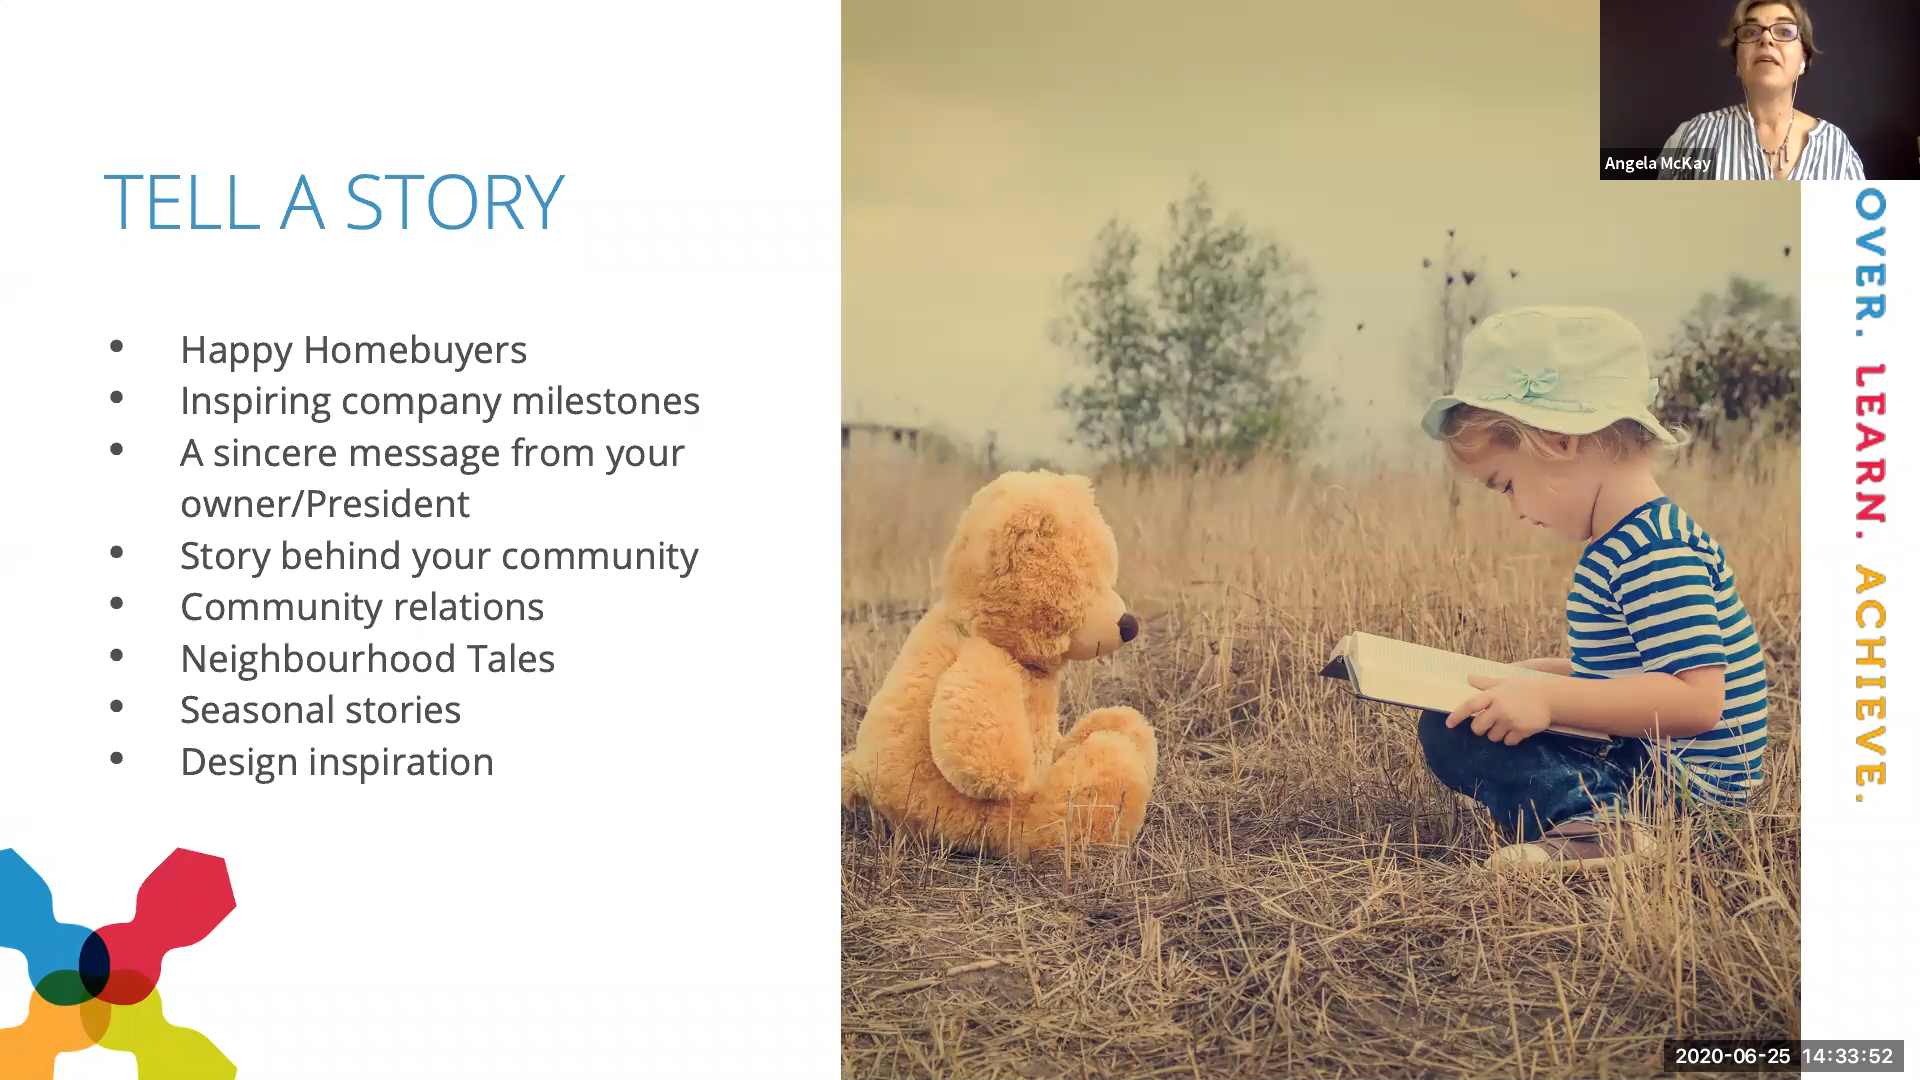 TELL A STORY
• Happy Homebuyers
• Inspiring company milestones
• A sincere message from your
owner/President
• Story behind your community
• Community relations
• Neighbourhood Tales
• Seasonal stories
• Design inspiration
Angela McKay
OVER. LEARN. ACHIEVE.
2020-06-25 14:33:52